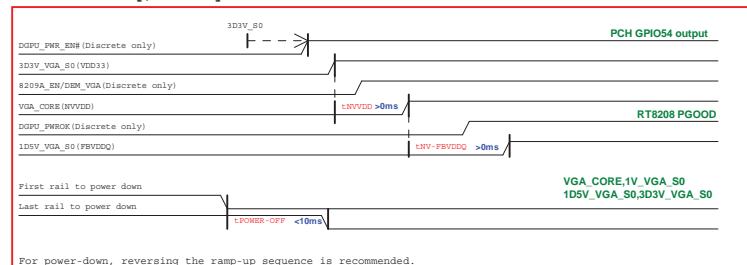 3D3V_S0
PCH GPIO54 output
DGPU_PWR_EN#(Discrete only)
3D3V_VGA_S0(VDD33)
8209A_EN/DEM_VGA(Discrete only)
VGA_CORE(NVVDD)
tNVVDD >0ms
RT8208 PGOOD
DGPU_PWROK(Discrete only)
1D5V_VGA_S0(FBVDDQ)
tNV-FBVDDQ >0ms
First rail to power down
VGA_CORE,1V_VGA_S0
1D5V_VGA_S0,3D3V_VGA_S0
Last rail to power down
tPOWER-OFF <10ms
For power-down, reversing the ramp-up sequence is recommended.